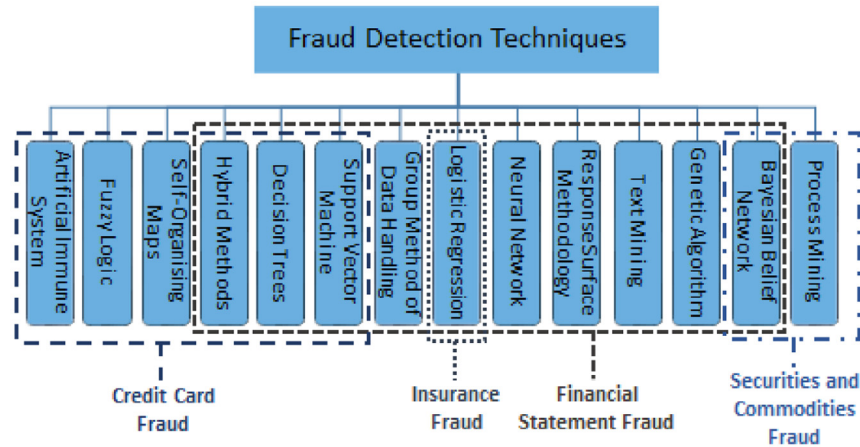 Fraud Detection Techniques
Artificial Immune
System
Fuzzy Logic
Self-Organising
Maps
Hybrid Methods
Decision Trees
Support Vector
Machine
Group Method of
Data Handling
Logistic Regression
Neural Network
Response Surface
Methodology
Text Mining
Genetic Algorithm
Bayesian Belief
Network
Process Mining
Credit Card
Fraud
Insurance
Fraud
Financial
Statement Fraud
Securities and
Commodities
Fraud